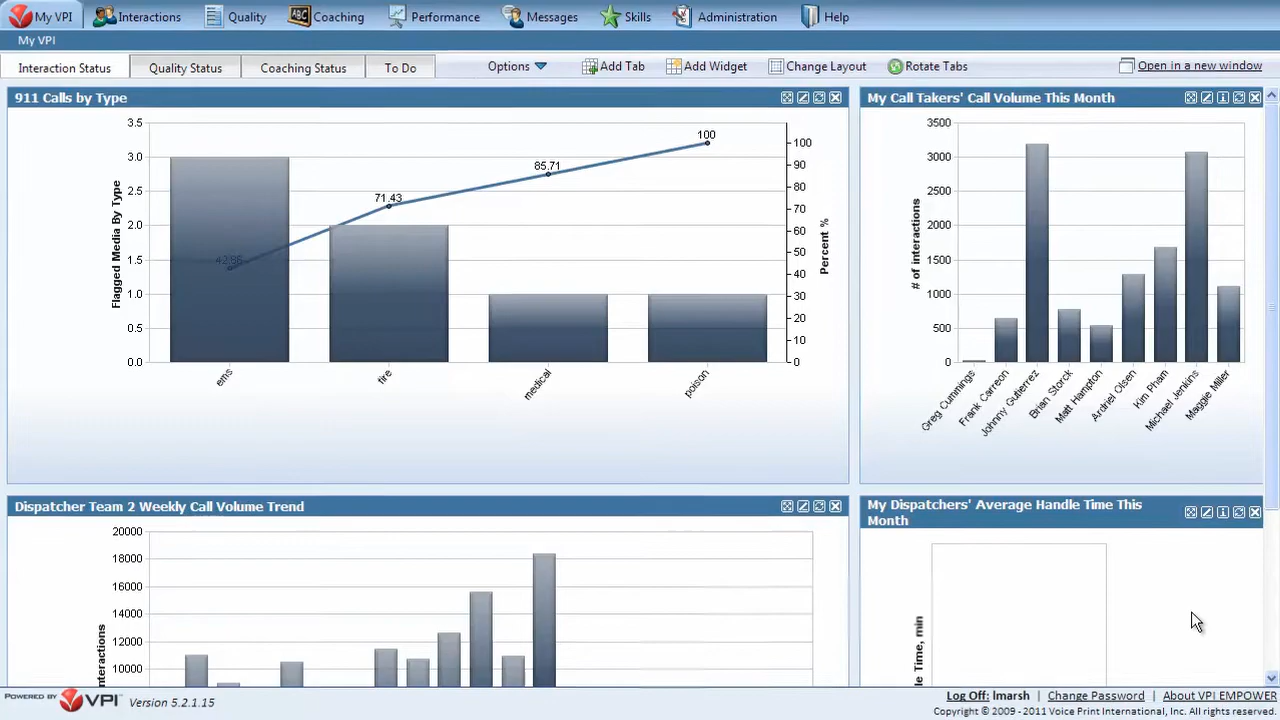 My VPI Interactions Quality ABC Coaching Performance Messages Skills Administration Help
My VPI
Interaction Status Quality Status Coaching Status To Do Options Add Tab Add Widget Change Layout Rotate Tabs Open in a new window
911 Calls by Type
3.5
3.0
2.5
2.0
1.5
1.0
0.5
0.0
Flagged Media By Type
42.86
71.43
85.71
100
100
90
80
70
60
50
40
30
20
10
0
Percent %
ems
fire
medical
poison
My Call Takers' Call Volume This Month
3500
3000
2500
2000
1500
1000
500
0
# of interactions
Greg Cummings
Frank Carreon
Johnny Gutierrez
Brian Storck
Matt Hampton
Ardriel Olsen
Kim Pham
Michael Jenkins
Maggie Miller
Dispatcher Team 2 Weekly Call Volume Trend
20000
18000
16000
14000
12000
10000
nteractions
My Dispatchers' Average Handle Time This
Month
le Time, min
POWERED BY VPI Version 5.2.1.15
Log Off: lmarsh | Change Password | About VPI EMPOWER
Copyright © 2009 - 2011 Voice Print International, Inc. All rights reserved.